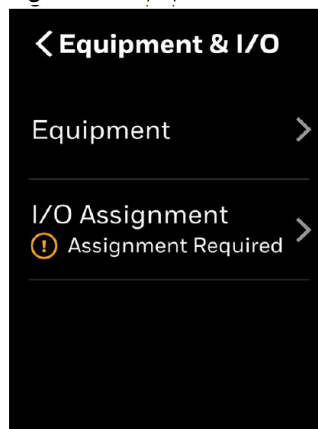 Equipment & I/O
Equipment
I/O Assignment
Assignment Required